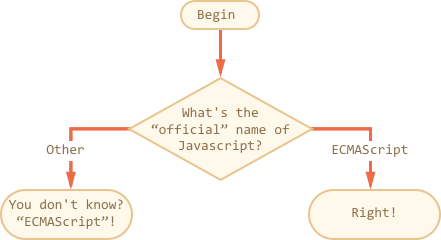 Begin
What's the
“official” name of
Javascript?
Other
ECMAScript
You don't know?
“ECMAScript”!
Right!